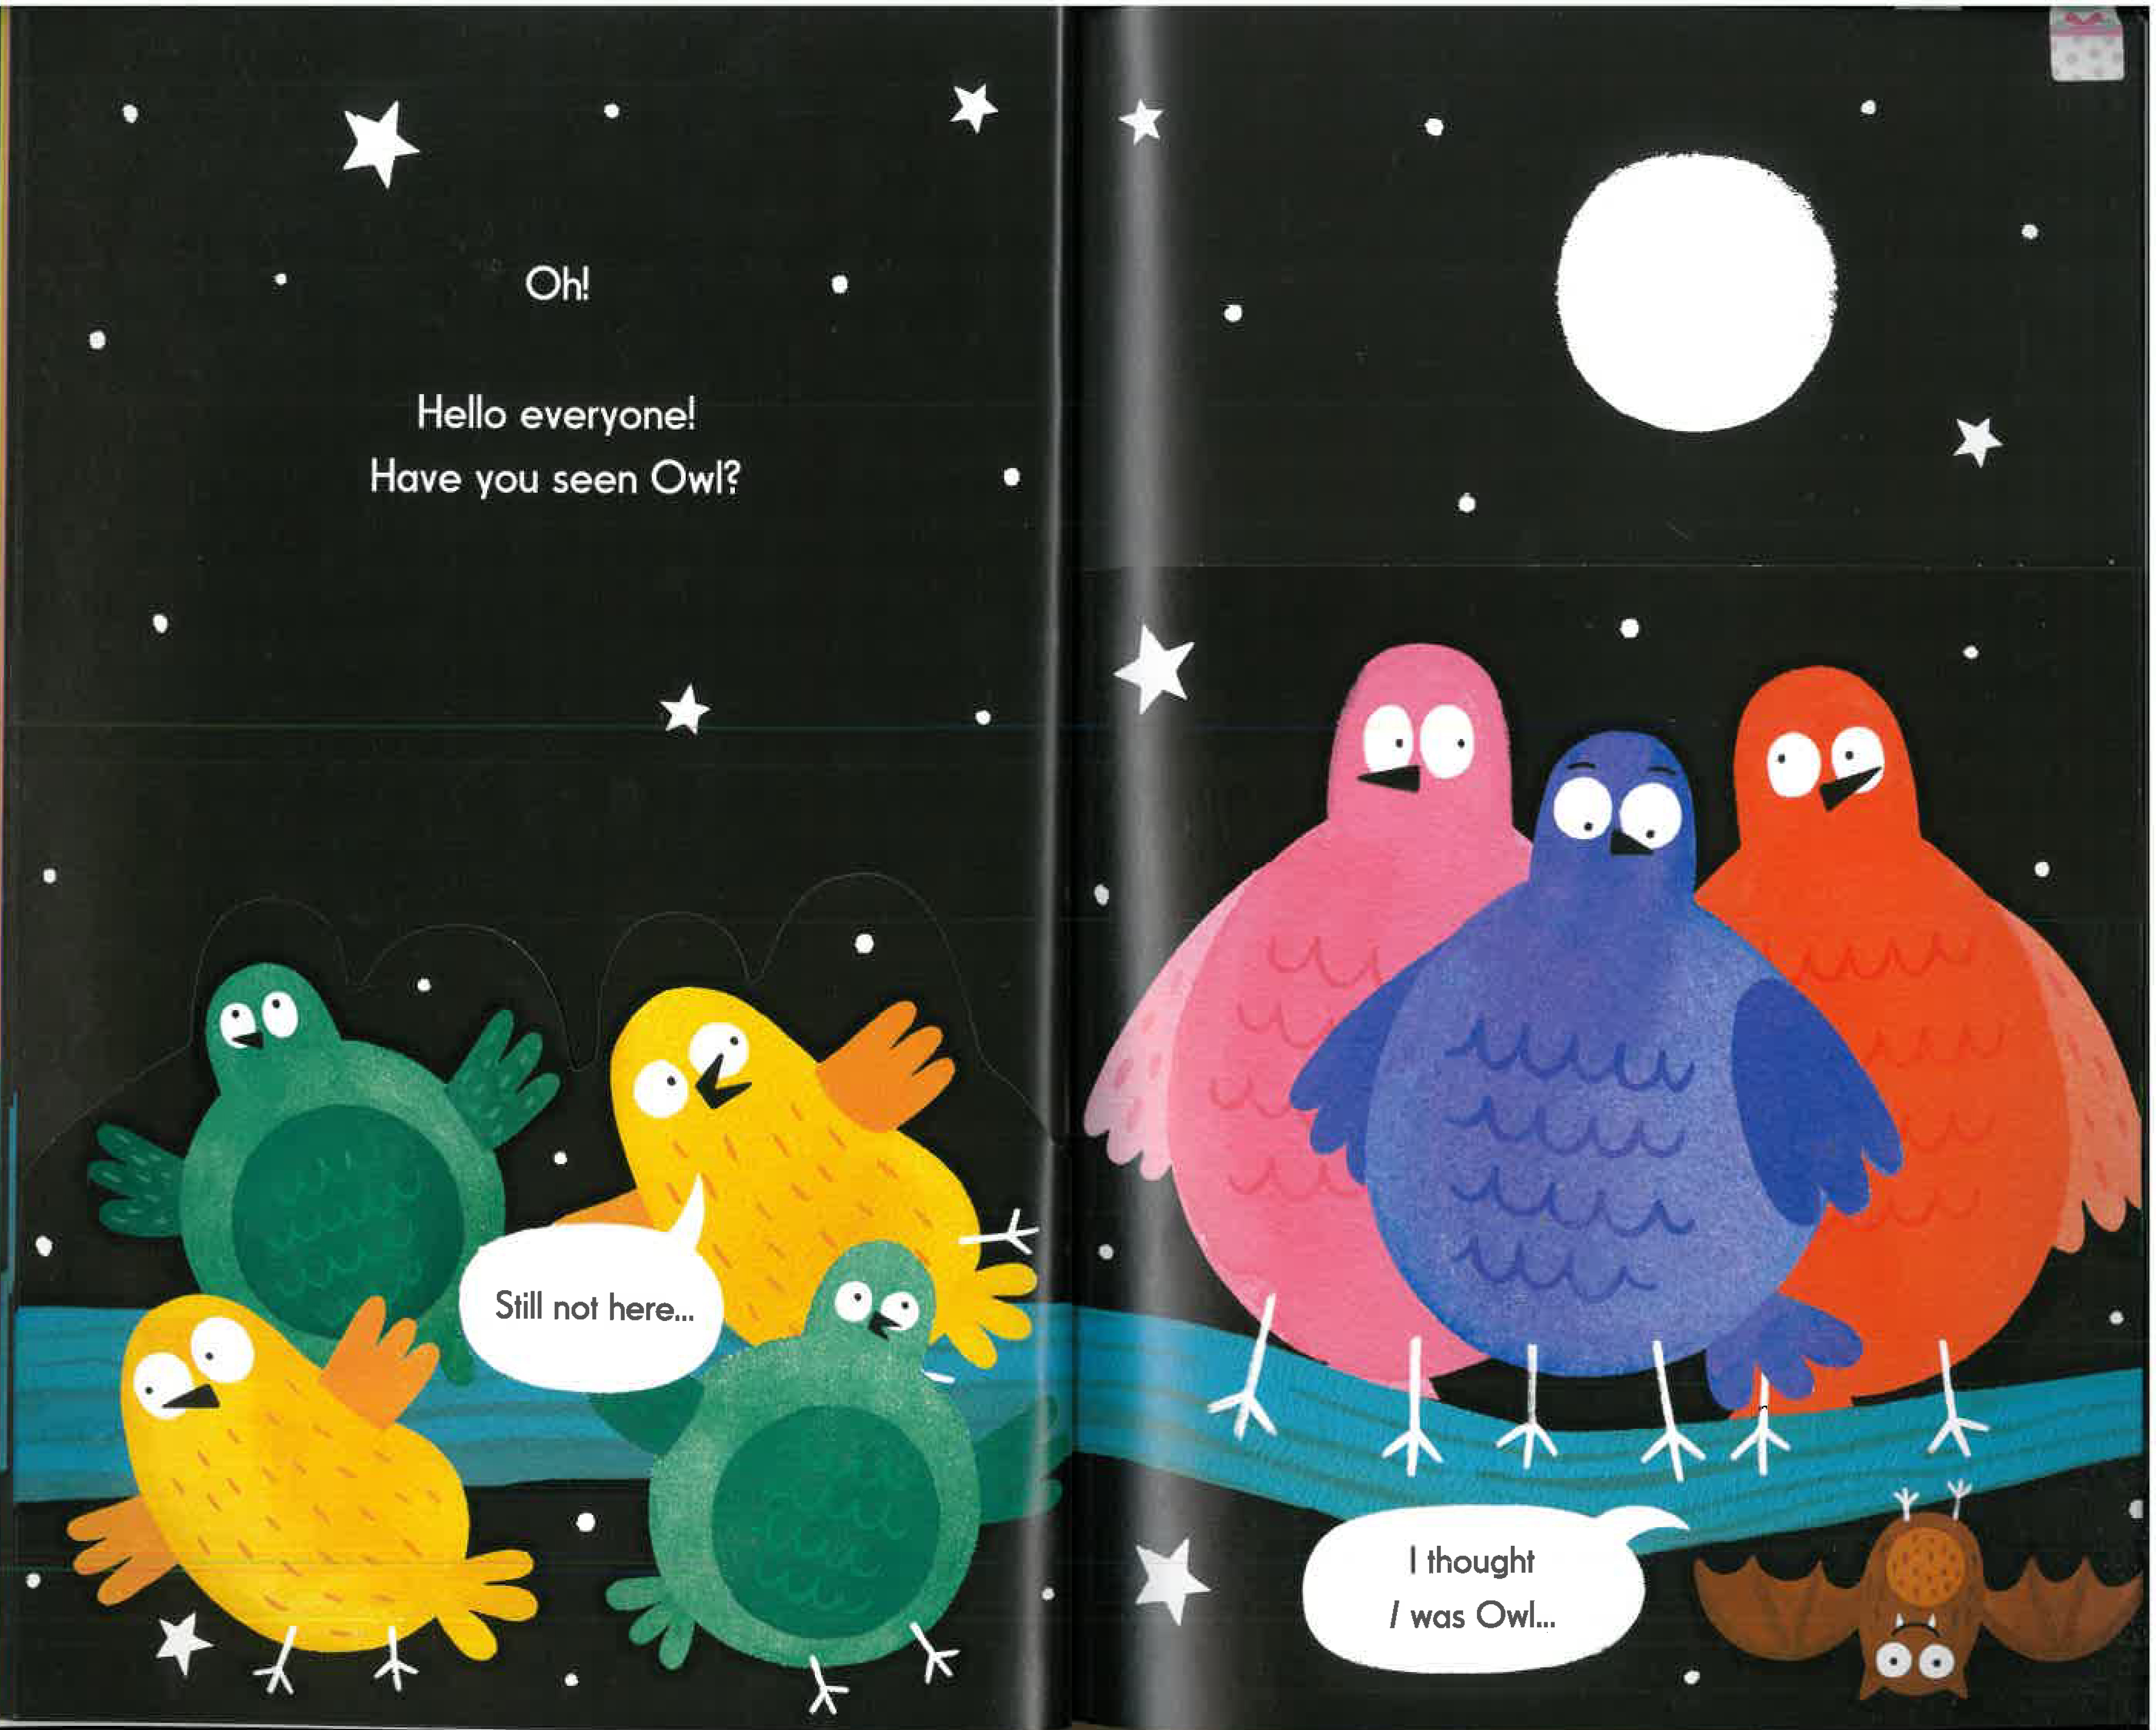 Oh!
Hello everyone!
Have you seen Owl?
Still not here...
I thought
I was Owl...